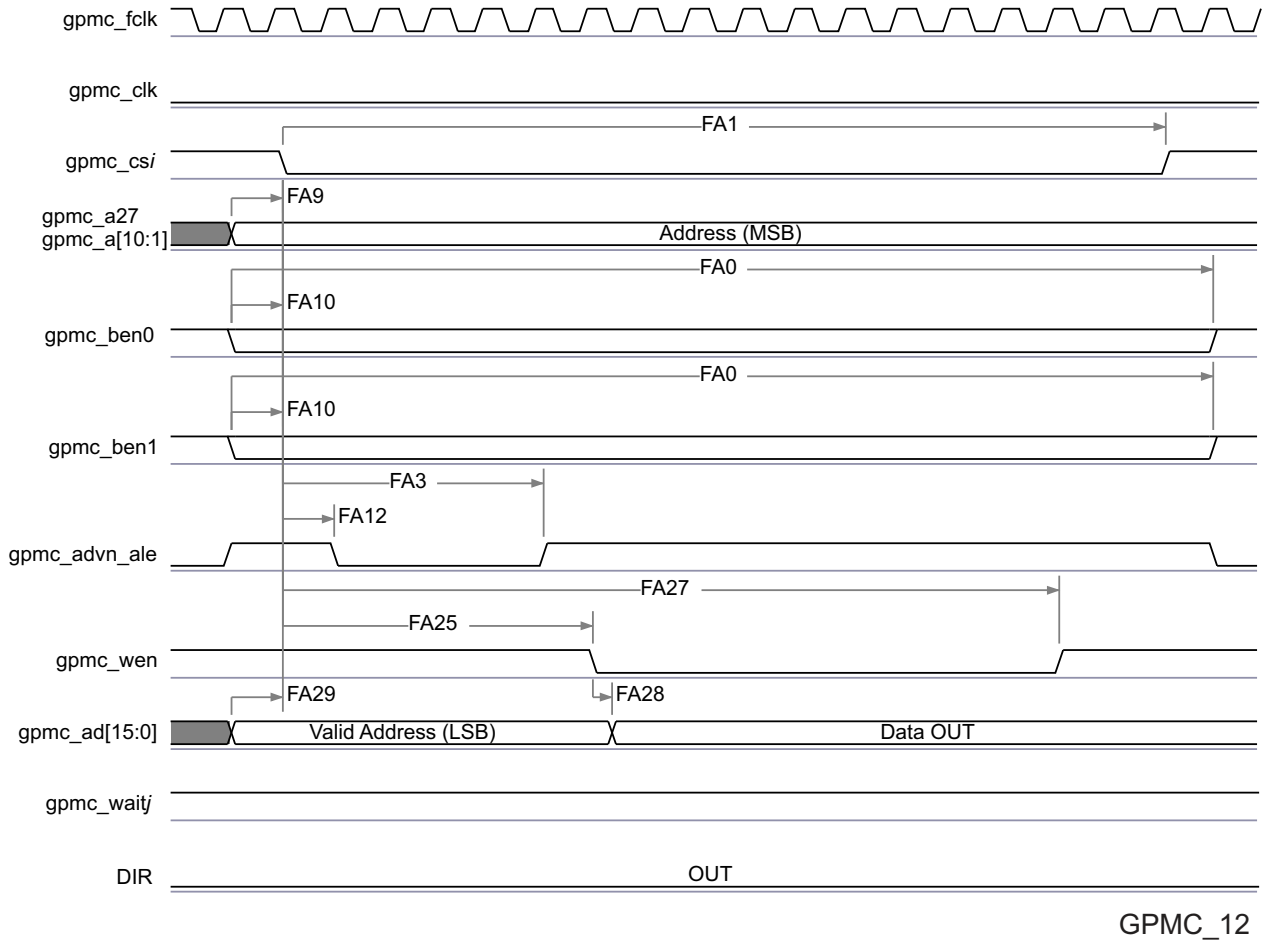 gpmc_fclk
gpmc_clk
FA1
gpmc_csi
FA9
gpmc_a27
gpmc_a[10:1]
Address (MSB)
FA0
FA10
gpmc_ben0
FA0
FA10
gpmc_ben1
FA3
FA12
gpmc_advn_ale
FA27
FA25
gpmc_wen
FA29
FA28
gpmc_ad[15:0]
Valid Address (LSB)
Data OUT
gpmc_waitj
DIR
OUT
GPMC_12